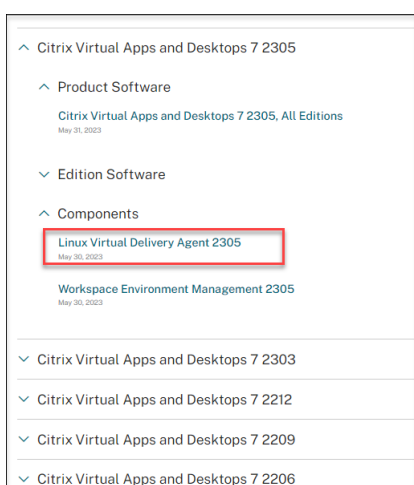 Citrix Virtual Apps and Desktops 7 2305
Product Software
Citrix Virtual Apps and Desktops 7 2305, All Editions
May 31, 2023
Edition Software
Components
Linux Virtual Delivery Agent 2305
May 30, 2023
Workspace Environment Management 2305
May 30, 2023
Citrix Virtual Apps and Desktops 7 2303
Citrix Virtual Apps and Desktops 7 2212
Citrix Virtual Apps and Desktops 7 2209
Citrix Virtual Apps and Desktops 7 2206